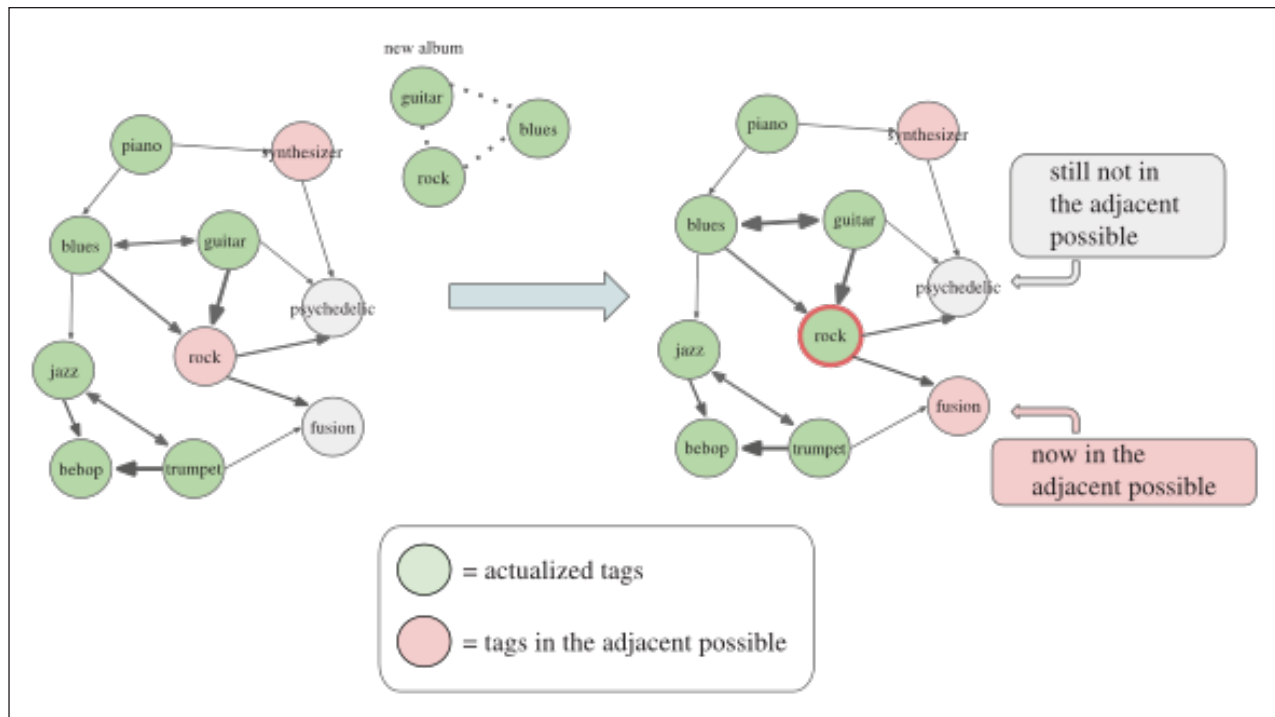 new album
guitar
blues
rock
piano
synthesizer
blues
guitar
psychedelic
rock
jazz
fusion
bebop
trumpet
piano
synthesizer
blues
guitar
psychedelic
rock
jazz
fusion
bebop
trumpet
still not in
the adjacent
possible
now in the
adjacent possible
= actualized tags
= tags in the adjacent possible